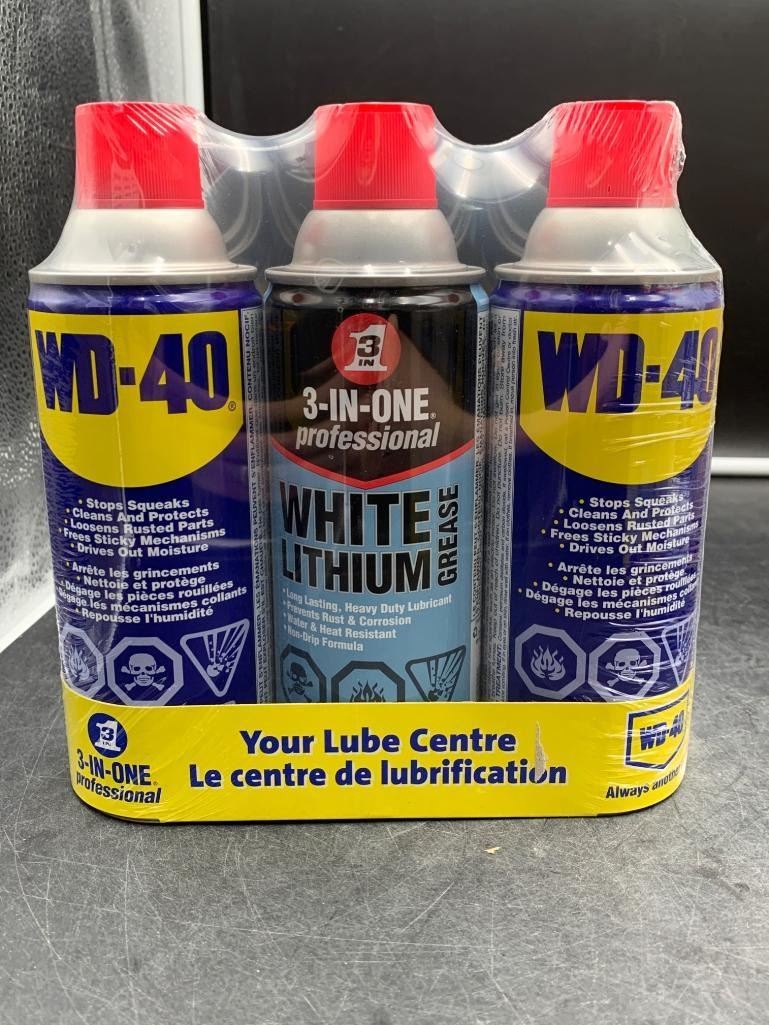 WD-40®
• Stops Squeaks
• Cleans And Protects
• Loosens Rusted Parts
• Frees Sticky Mechanisms
• Drives Out Moisture
• Arrête les grincements
• Nettoie et protège
• Dégage les pièces rouillées
• Dégage les mécanismes collants
• Repousse l'humidité
3 IN 1
3-IN-ONE®
professional
WHITE
LITHIUM
GREASE
• Long Lasting, Heavy Duty Lubricant
• Prevents Rust & Corrosion
• Water & Heat Resistant
• Non-Drip Formula
WD-40
• Stops Squeaks
• Cleans And Protects
• Loosens Rusted Parts
• Frees Sticky Mechanisms
• Drives Out Moisture
• Arrête les grincements
• Nettoie et protège
• Dégage les pièces rouillées
• Dégage les mécanismes collants
• Repousse l'humidité
3 IN 1
3-IN-ONE®
professional
Your Lube Centre
Le centre de lubrification
WD-40
Always